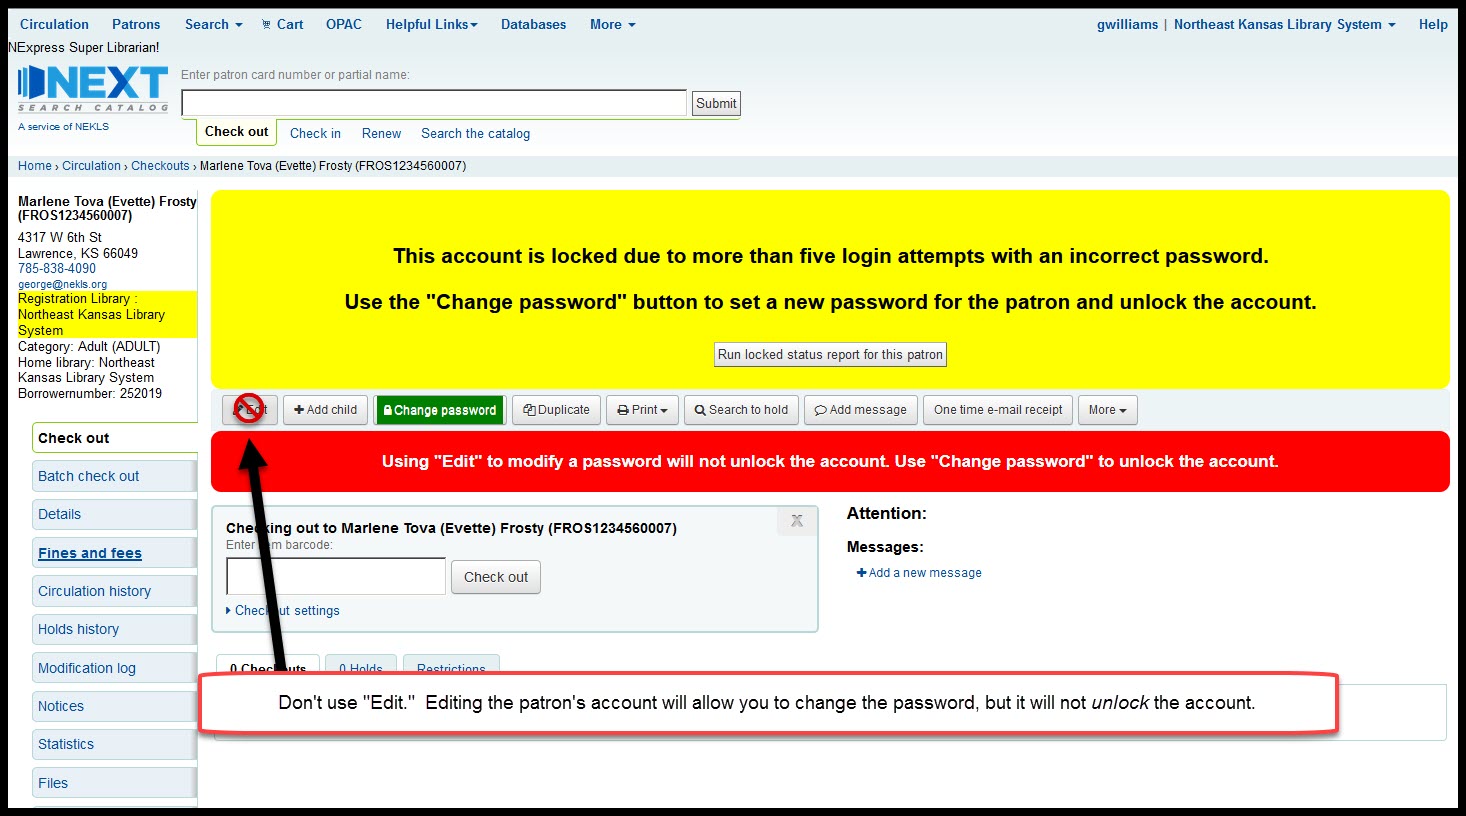 Circulation Patrons Search Cart OPAC Helpful Links Databases More gwilliams | Northeast Kansas Library System Help
NExpress Super Librarian!
NEXT
SEARCH CATALOG
A service of NEKLS
Enter patron card number or partial name:
Submit
Check out Check in Renew Search the catalog
Home › Circulation › Checkouts › Marlene Tova (Evette) Frosty (FROS1234560007)
Marlene Tova (Evette) Frosty
(FROS1234560007)
4317 W 6th St
Lawrence, KS 66049
785-838-4090
george@nekls.org
Registration Library :
Northeast Kansas Library
System
Category: Adult (ADULT)
Home library: Northeast
Kansas Library System
Borrowernumber: 252019
Check out
Batch check out
Details
Fines and fees
Circulation history
Holds history
Modification log
Notices
Statistics
Files
This account is locked due to more than five login attempts with an incorrect password.
Use the "Change password" button to set a new password for the patron and unlock the account.
Run locked status report for this patron
Edit Add child Change password Duplicate Print Search to hold Add message One time e-mail receipt More
Using "Edit" to modify a password will not unlock the account. Use "Change password" to unlock the account.
Checking out to Marlene Tova (Evette) Frosty (FROS1234560007)
X
Enter item barcode:
Check out
Checkout settings
Attention:
Messages:
Add a new message
0 Checkouts 0 Holds Restrictions
Don't use "Edit." Editing the patron's account will allow you to change the password, but it will not unlock the account.